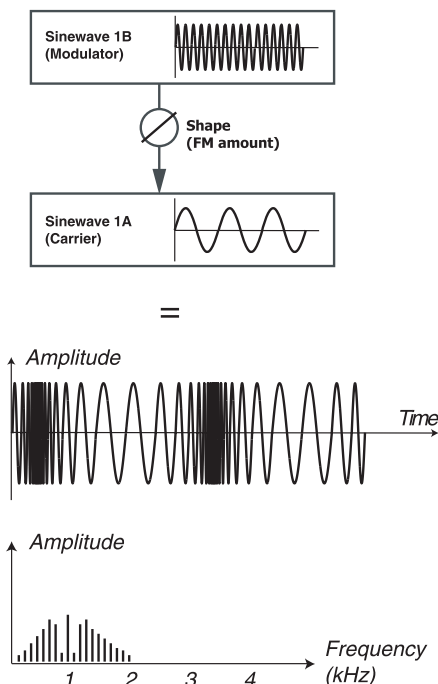 Sinewave 1B
(Modulator)
Shape
(FM amount)
Sinewave 1A
(Carrier)
=
Amplitude
Time
Amplitude
Frequency
(kHz)
1 2 3 4